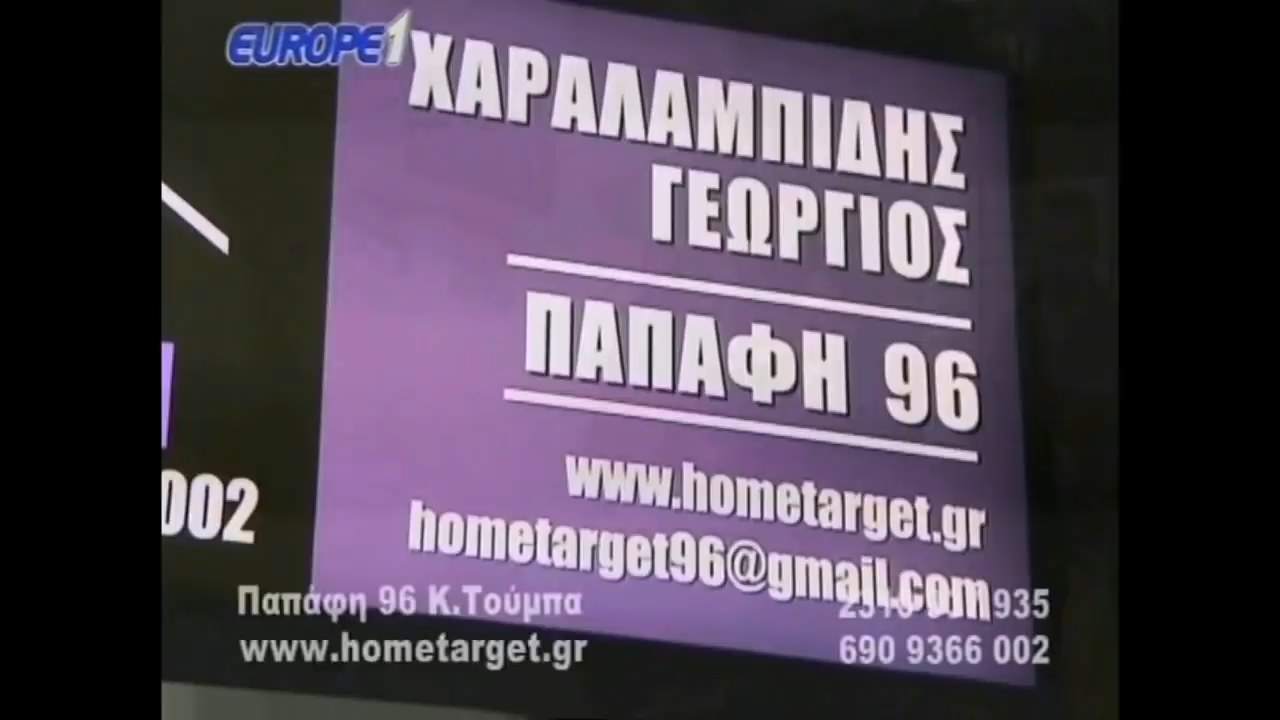 EUROPE1
ΧΑΡΑΛΑΜΠΙΔΗΣ
ΓΕΩΡΓΙΟΣ
ΠΑΠΑΦΗ 96
www.hometarget.gr
hometarget96@gmail.com
002
Παπάφη 96 Κ.Τούμπα
935
www.hometarget.gr
690 9366 002